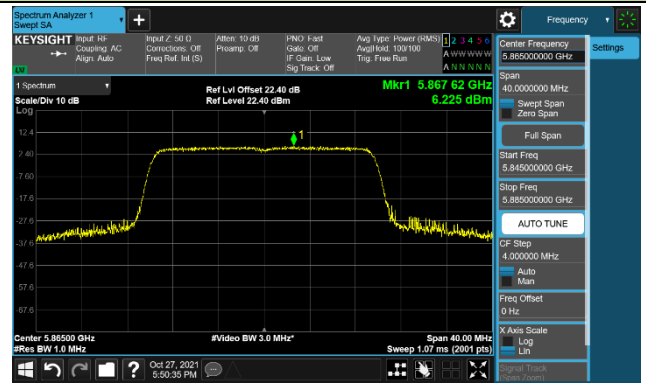 Spectrum Analyzer 1
Swept SA
Frequency
KEYSIGHT
Input: RF
Coupling: AC
Align: Auto
Input Z: 50 Ω
Corrections: Off
Freq Ref: Int (S)
Atten: 10 dB
Preamp: Off
PNO: Fast
Gate: Off
IF Gain: Low
Sig Track: Off
Avg Type: Power (RMS)
Avg|Hold: 100/100
Trig: Free Run
1 2 3 4 5 6
A W W W W W
A N N N N N
1 Spectrum
Scale/Div 10 dB
Log
Ref Lvl Offset 22.40 dB
Ref Level 22.40 dBm
Mkr1 5.867 62 GHz
6.225 dBm
1
12.4
2.40
-7.60
-17.6
-27.6
-37.6
-47.6
-57.6
-67.6
Center 5.86500 GHz
#Res BW 1.0 MHz
#Video BW 3.0 MHz*
Span 40.00 MHz
Sweep 1.07 ms (2001 pts)
Center Frequency
5.865000000 GHz
Settings
Span
40.0000000 MHz
Swept Span
Zero Span
Full Span
Start Freq
5.845000000 GHz
Stop Freq
5.885000000 GHz
AUTO TUNE
CF Step
4.000000 MHz
Auto
Man
Freq Offset
0 Hz
X Axis Scale
Log
Lin
Signal Track
(Span Zoom)
?
Oct 27, 2021
5:50:35 PM